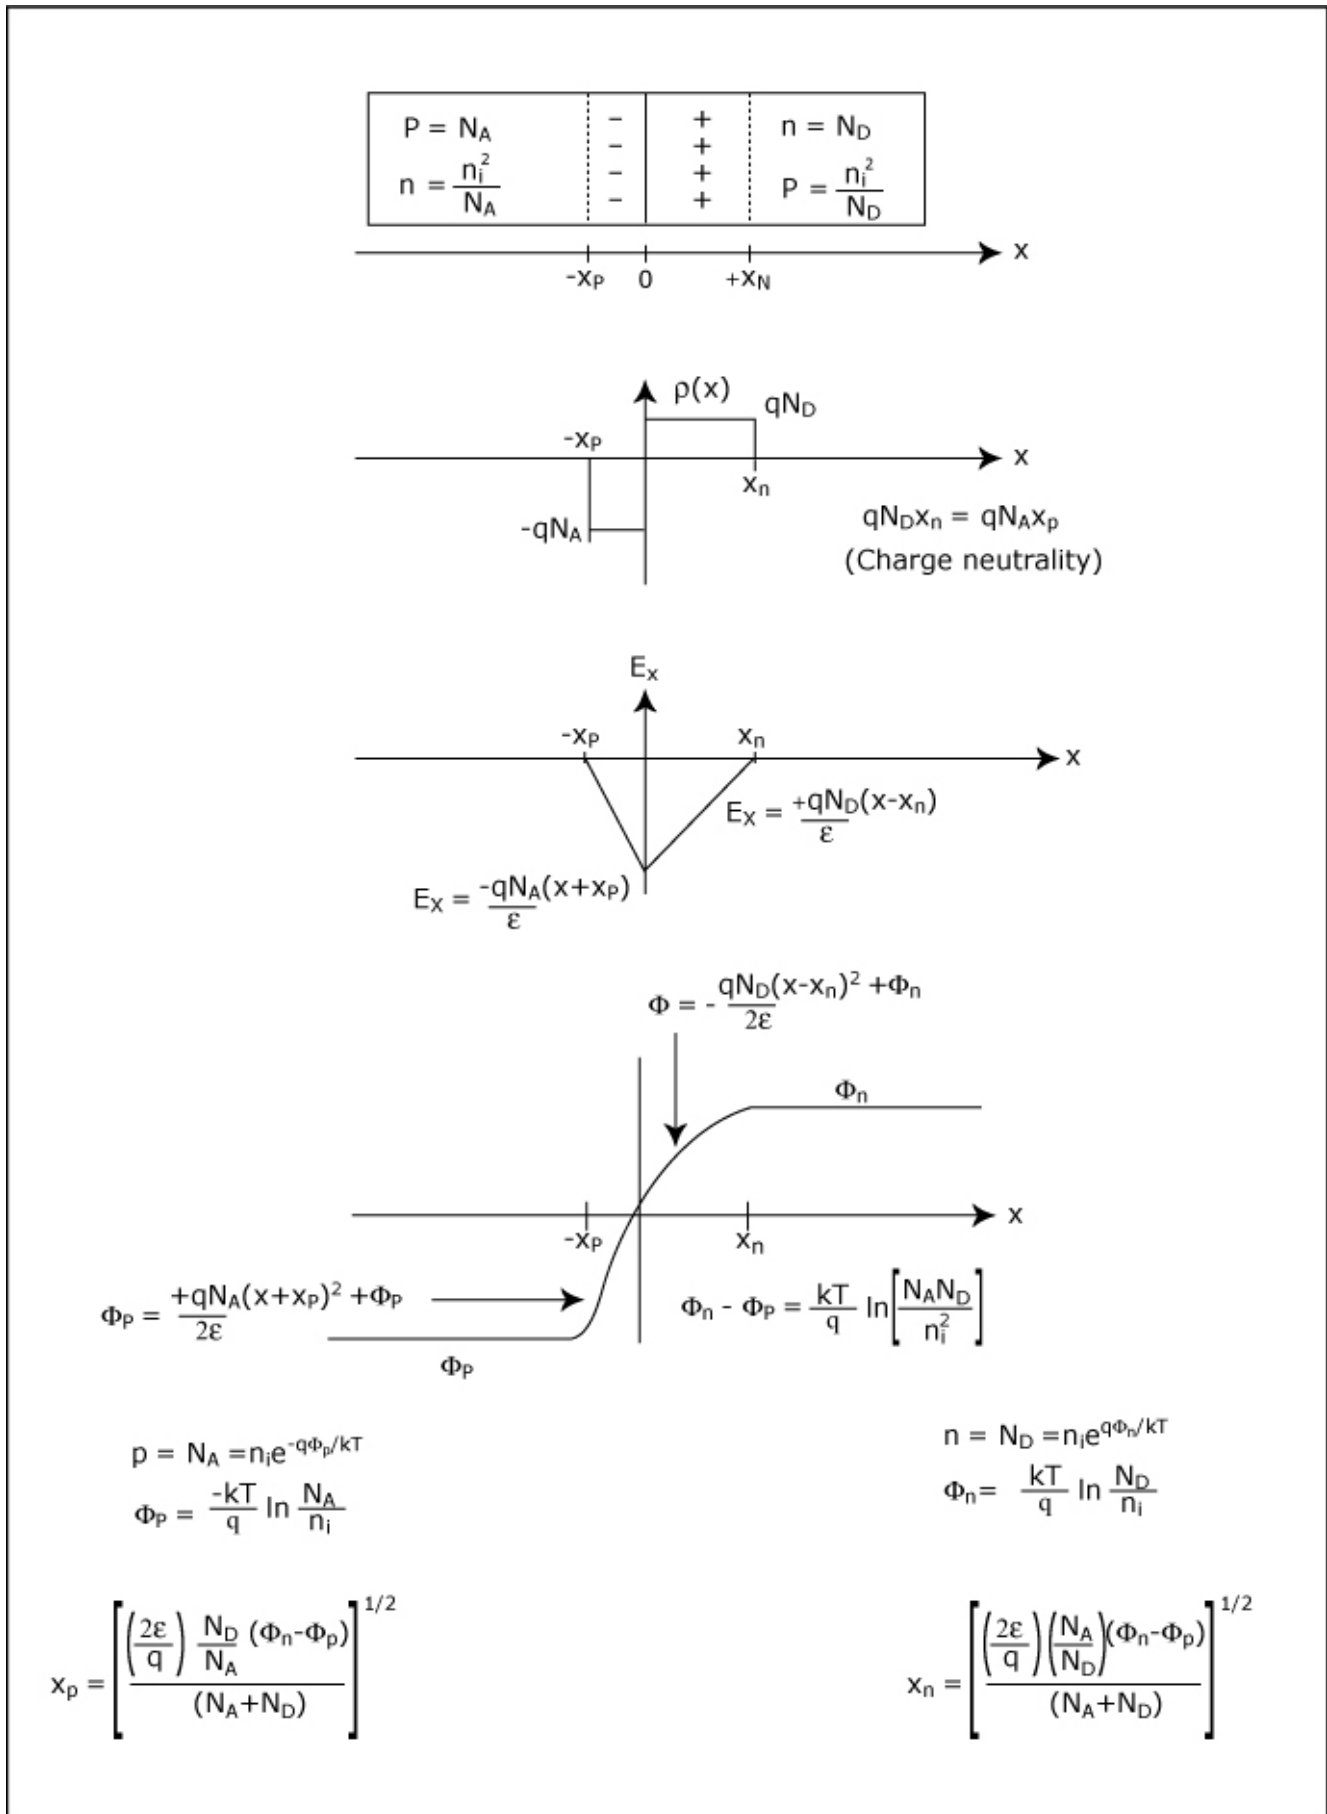 P = N_A
n = n_i^2 / N_A
− +
− +
− +
− +
n = N_D
P = n_i^2 / N_D
x
-x_P 0 +x_N
ρ(x)
qN_D
-x_P
x
x_n
-qN_A
qN_Dx_n = qN_Ax_p
(Charge neutrality)
E_x
-x_P x_n
x
E_x = +qN_D(x-x_n) / ε
E_x = -qN_A(x+x_P) / ε
Φ = - qN_D(x-x_n)^2 / 2ε +Φ_n
Φ_n
x
-x_P x_n
Φ_P = +qN_A(x+x_P)^2 / 2ε +Φ_P
Φ_n - Φ_P = kT/q ln[N_AN_D / n_i^2]
Φ_P
p = N_A =n_ie^{-qΦ_p/kT}
Φ_P = -kT/q ln N_A/n_i
n = N_D =n_ie^{qΦ_n/kT}
Φ_n= kT/q ln N_D/n_i
x_p = [(2ε/q) N_D/N_A (Φ_n-Φ_p) / (N_A+N_D)]^{1/2}
x_n = [(2ε/q)(N_A/N_D)(Φ_n-Φ_p) / (N_A+N_D)]^{1/2}